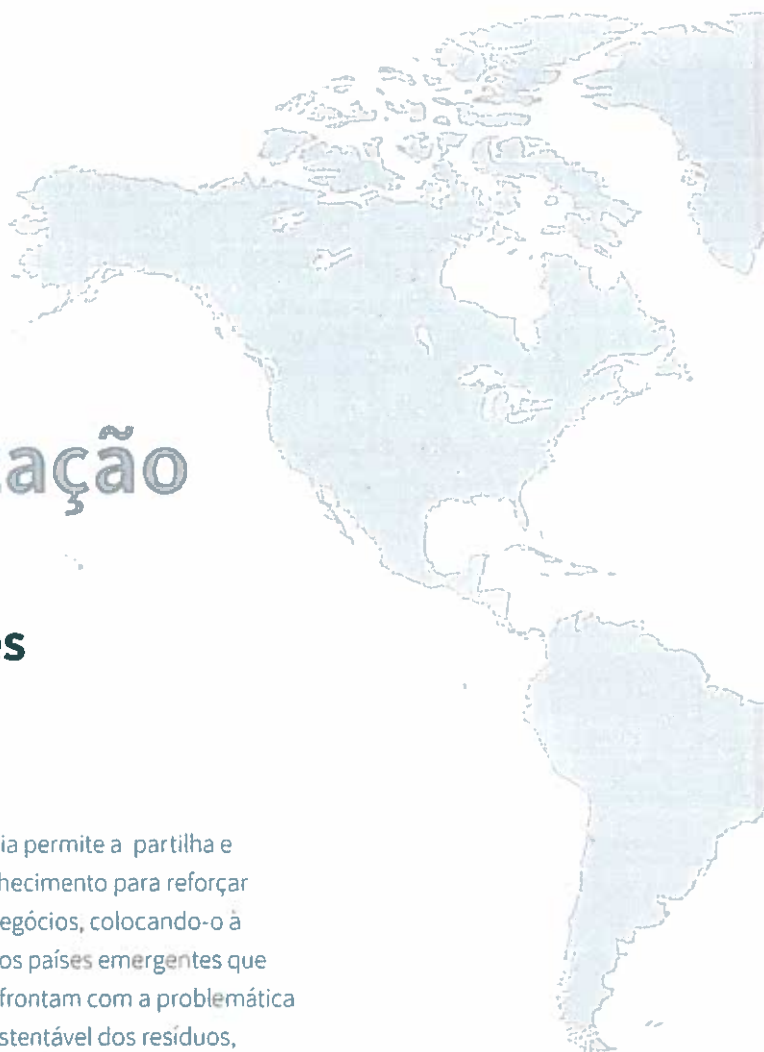 ação
s
ia permite a partilha e
hecimento para reforçar
egócios, colocando-o à
os países emergentes que
frontam com a problemática
stentável dos resíduos,